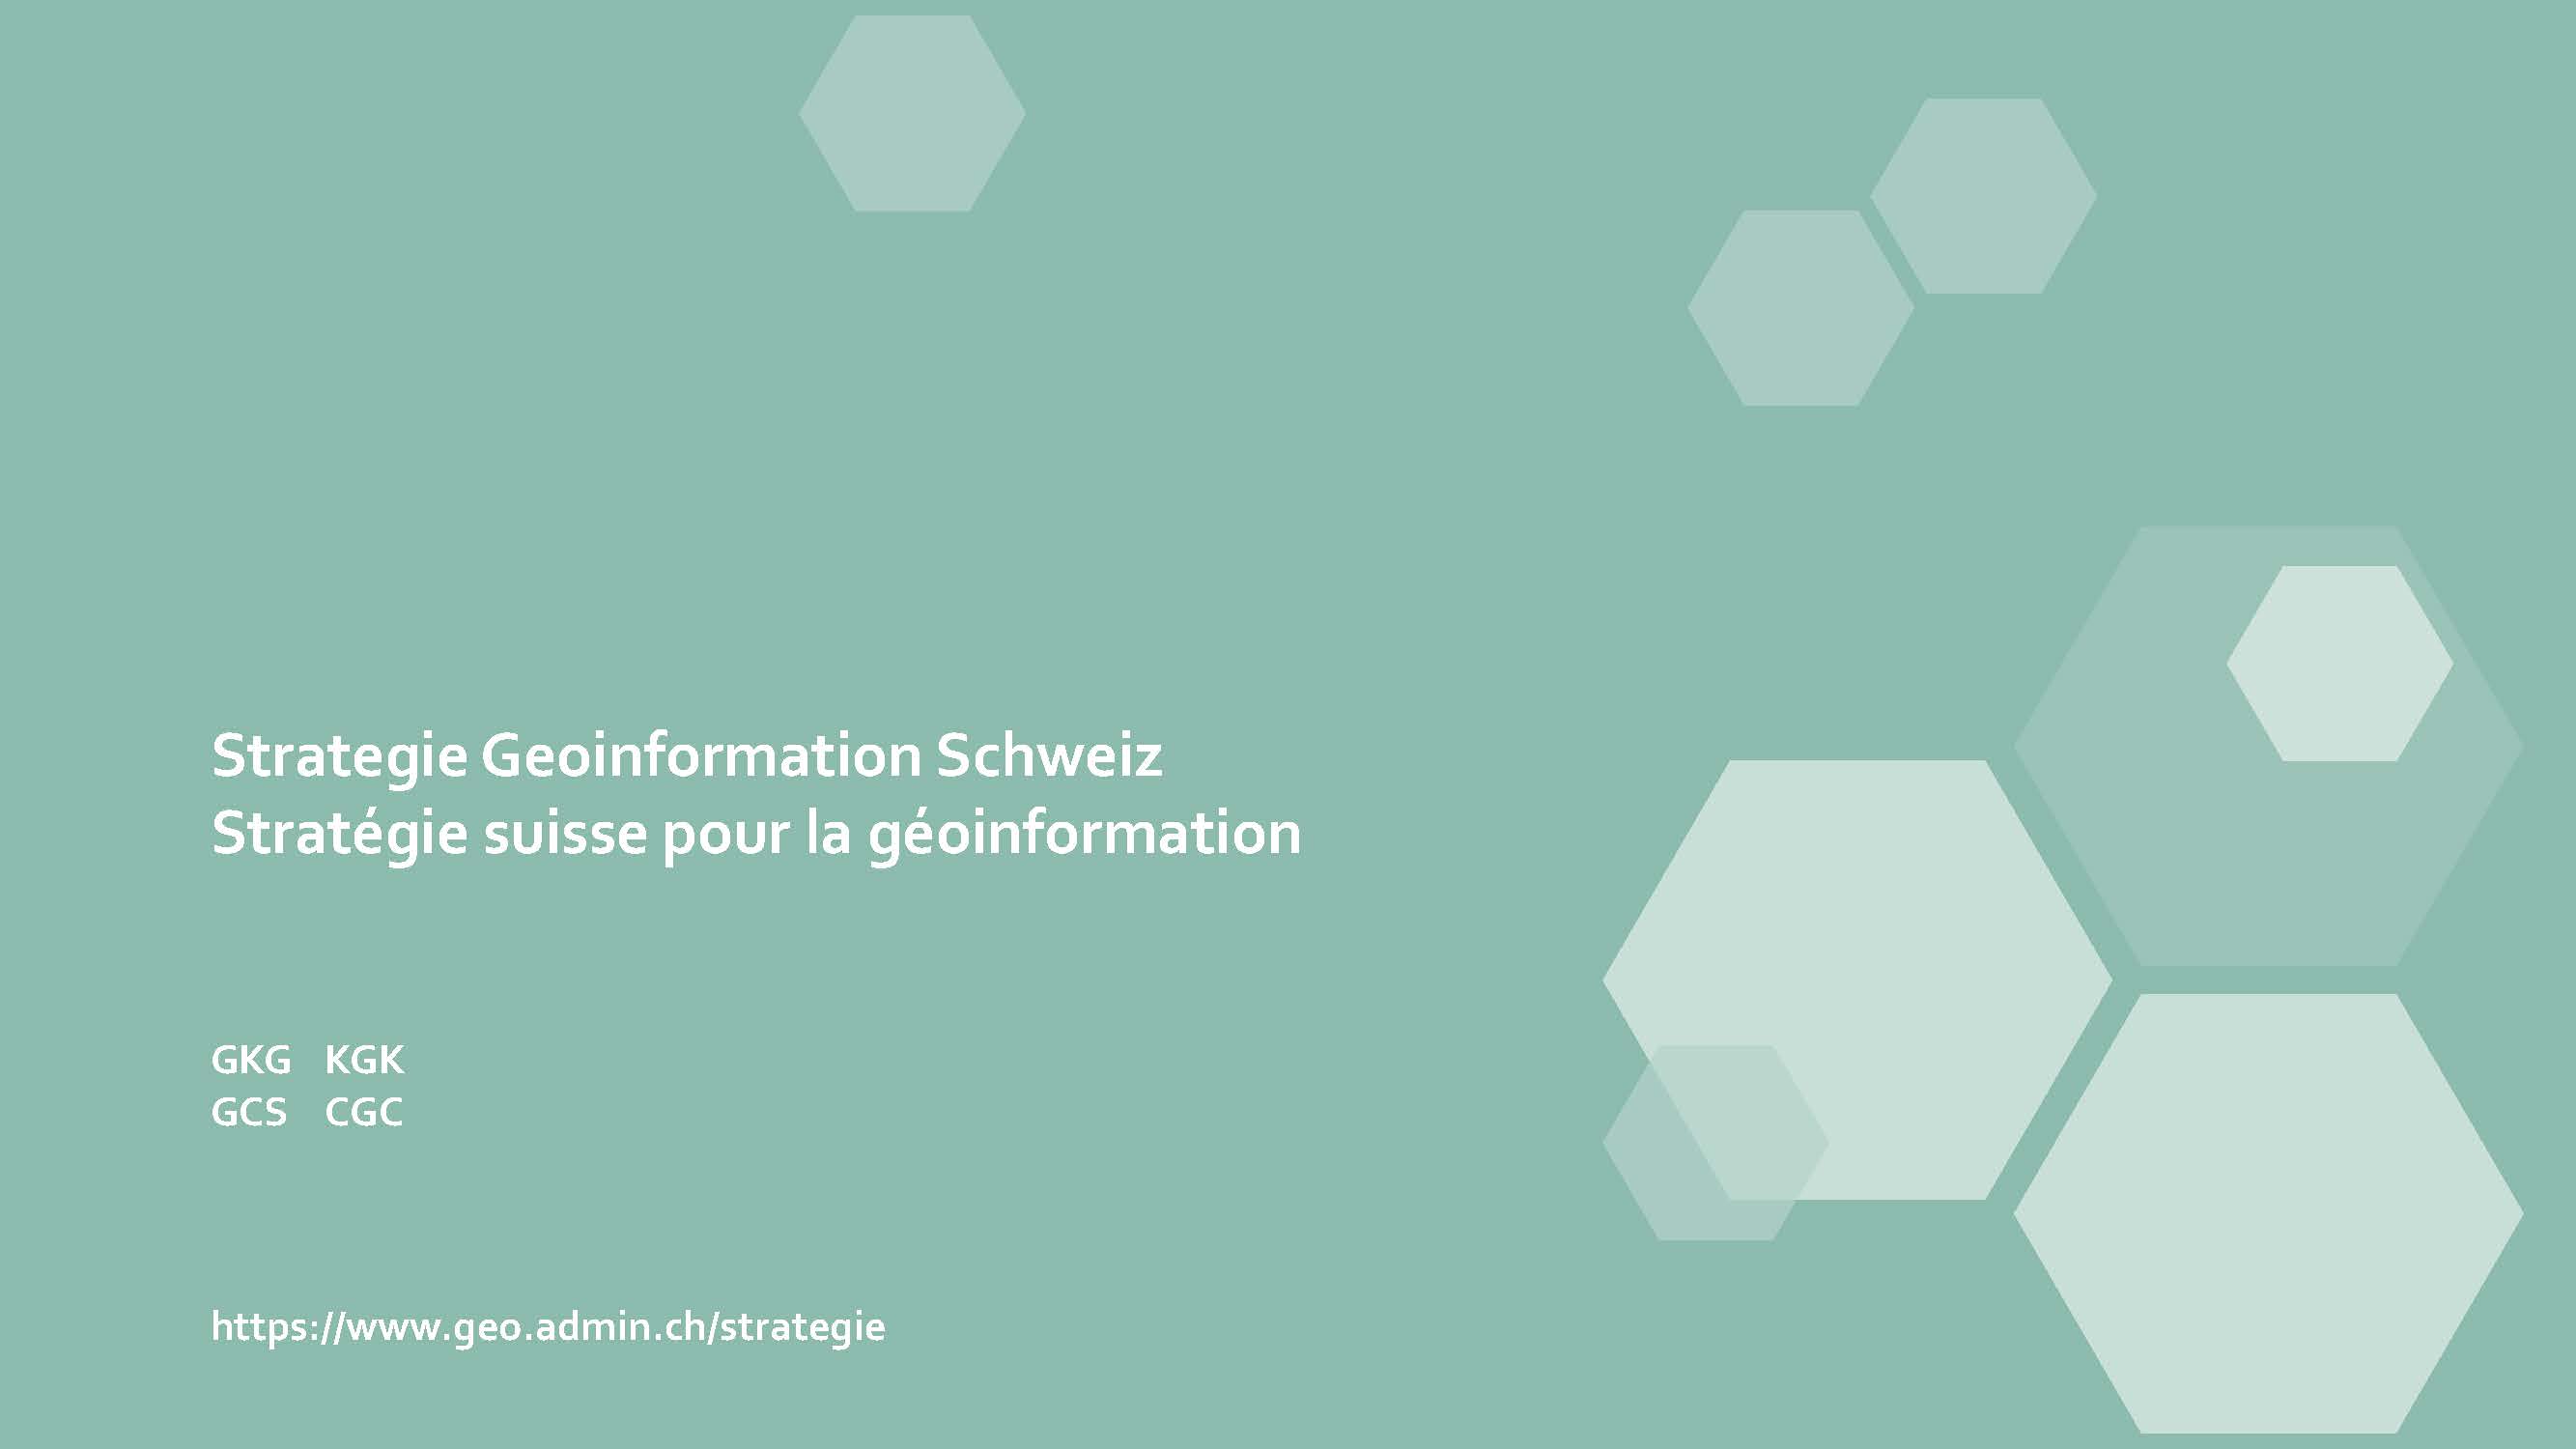 Strategie Geoinformation Schweiz
Stratégie suisse pour la géoinformation
GKG KGK
GCS CGC
https://www.geo.admin.ch/strategie